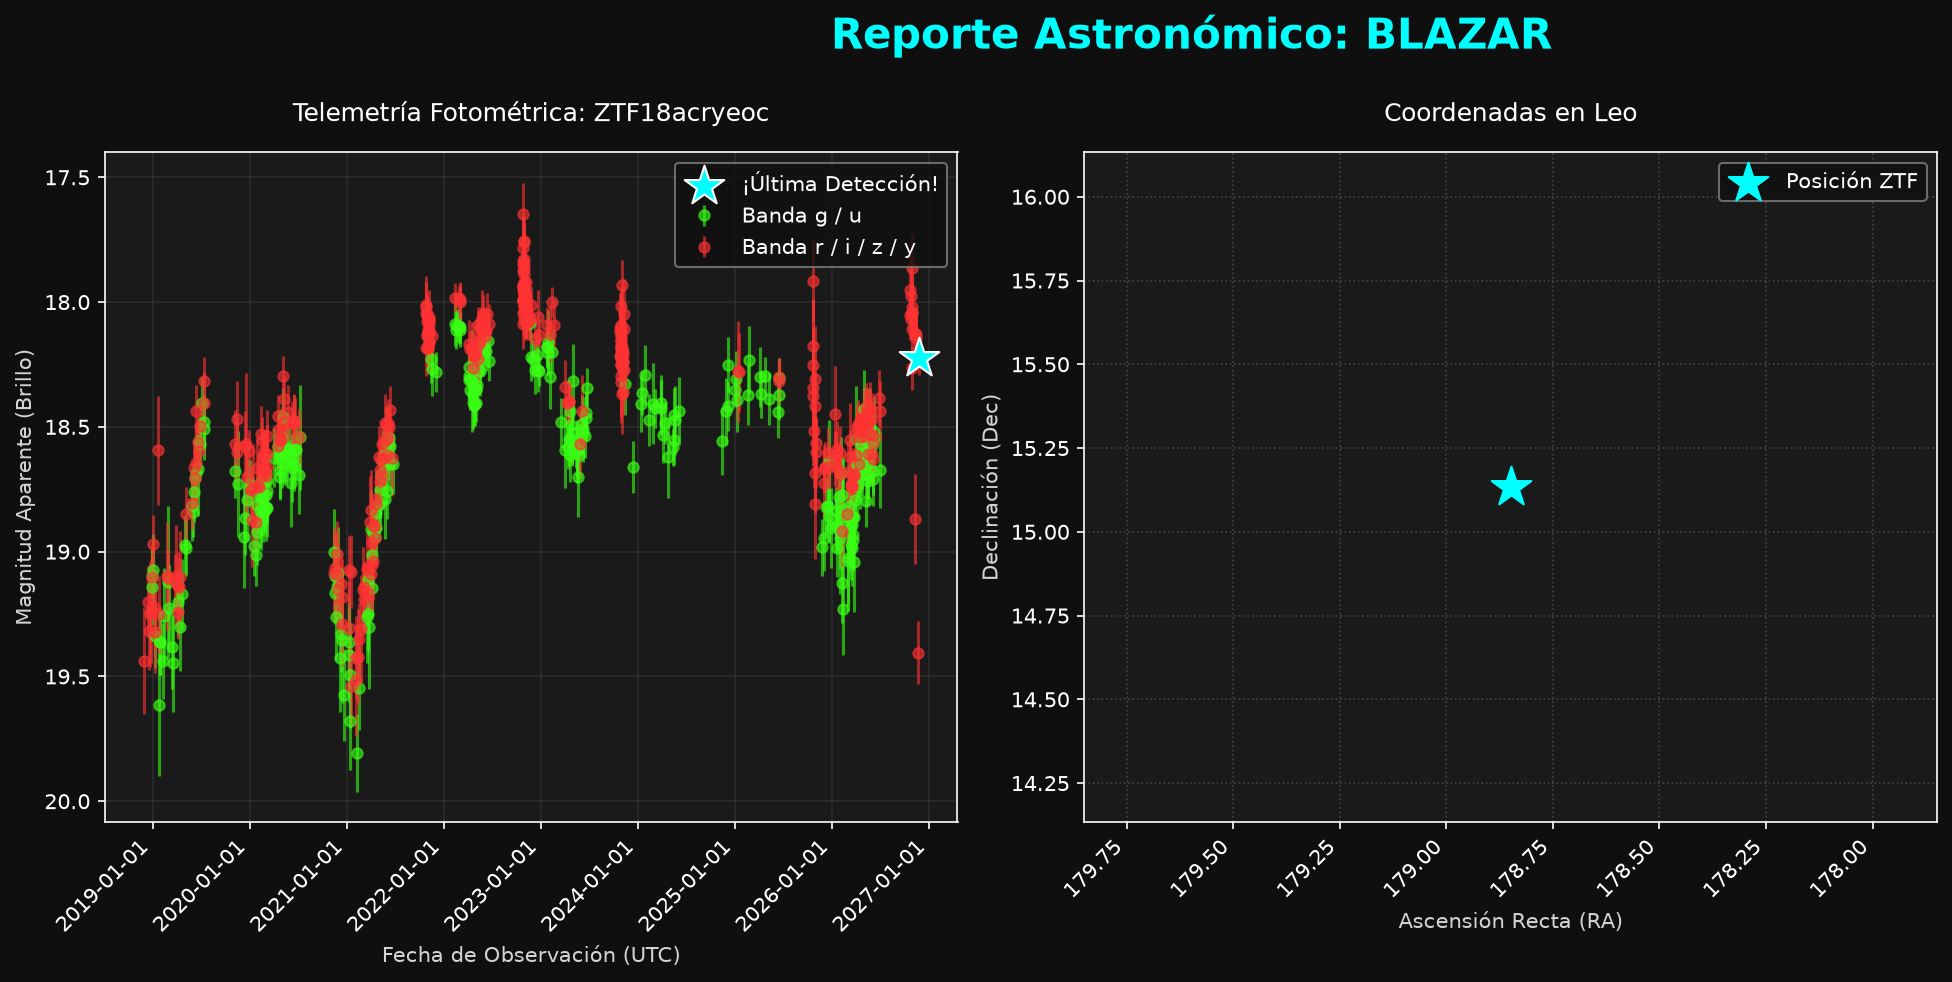 Reporte Astronómico: BLAZAR
Telemetría Fotométrica: ZTF18acryeoc
¡Última Detección!
Banda g / u
Banda r / i / z / y
Magnitud Aparente (Brillo)
17.5
18.0
18.5
19.0
19.5
20.0
2019-01-01
2020-01-01
2021-01-01
2022-01-01
2023-01-01
2024-01-01
2025-01-01
2026-01-01
2027-01-01
Fecha de Observación (UTC)
Coordenadas en Leo
Posición ZTF
Declinación (Dec)
16.00
15.75
15.50
15.25
15.00
14.75
14.50
14.25
179.75
179.50
179.25
179.00
178.75
178.50
178.25
178.00
Ascensión Recta (RA)